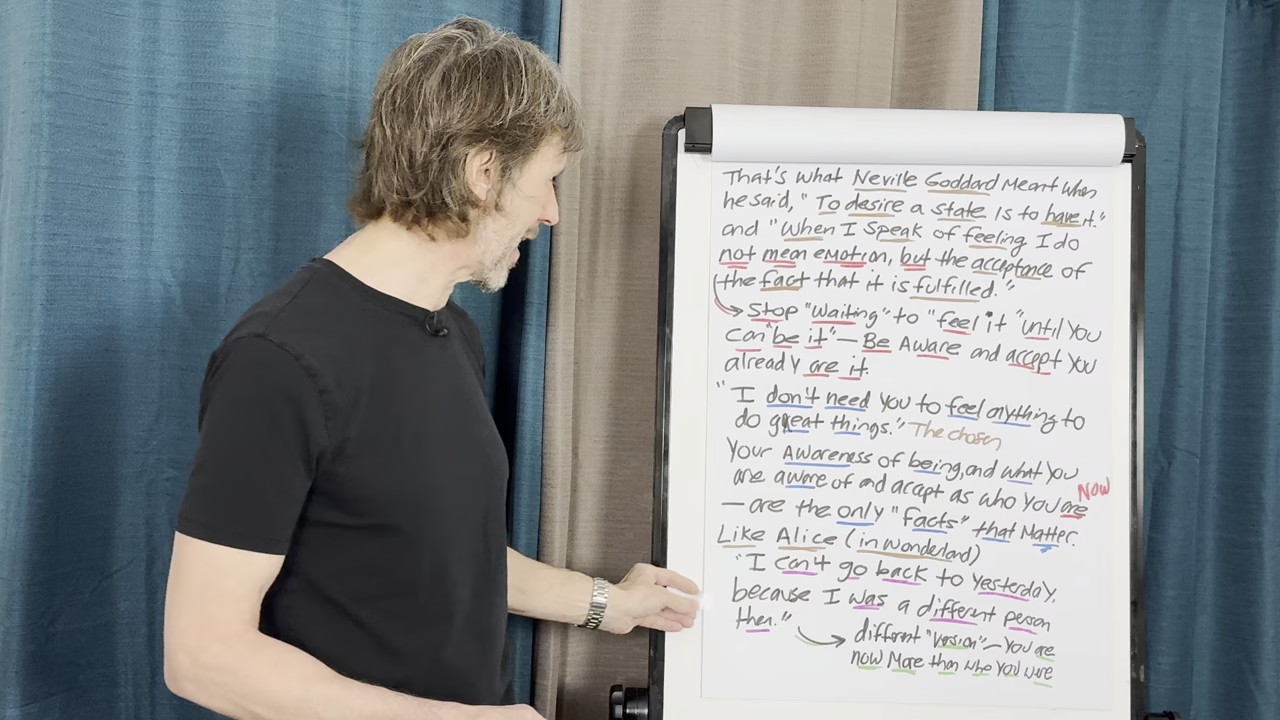 That's what Neville Goddard Meant when
he said, "To desire a state is to have it."
and "When I Speak of feeling I do
not mean emotion, but the acceptance of
the fact that it is fulfilled."
Stop "Waiting" to "feel it" until You
can "be it" — Be Aware and accept You
already are it.
"I don't need you to feel anything to
do great things." The chosen
Your Awareness of being, and what You
are aware of and accept as who You are NOW
— are the only "facts" that Matter.
Like Alice (in wonderland)
"I can't go back to yesterday,
because I was a different person
then."
different "version" — You are
now More than who You were